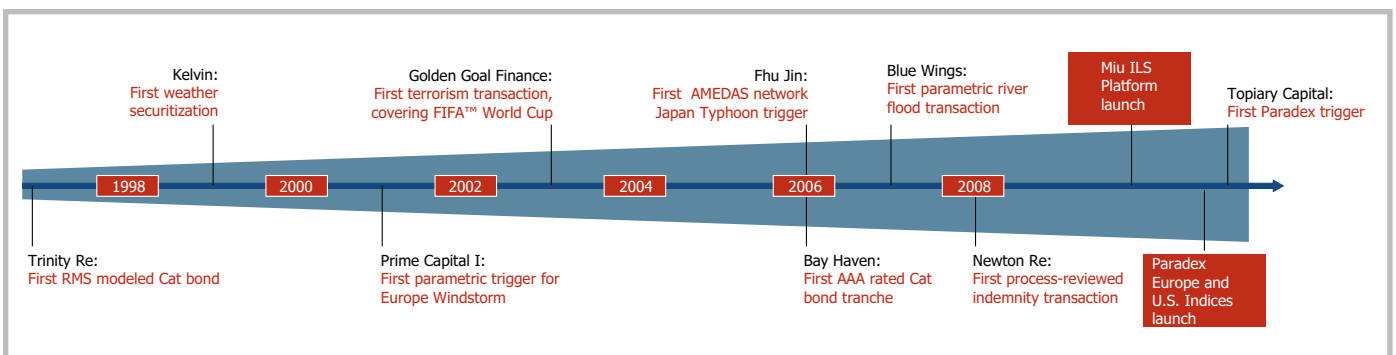 Kelvin:
First weather
securitization
Golden Goal Finance:
First terrorism transaction,
covering FIFA™ World Cup
Fhu Jin:
First AMEDAS network
Japan Typhoon trigger
Blue Wings:
First parametric river
flood transaction
Miu ILS
Platform
launch
Topiary Capital:
First Paradex trigger
1998
2000
2002
2004
2006
2008
Trinity Re:
First RMS modeled Cat bond
Prime Capital I:
First parametric trigger for
Europe Windstorm
Bay Haven:
First AAA rated Cat
bond tranche
Newton Re:
First process-reviewed
indemnity transaction
Paradex
Europe and
U.S. Indices
launch